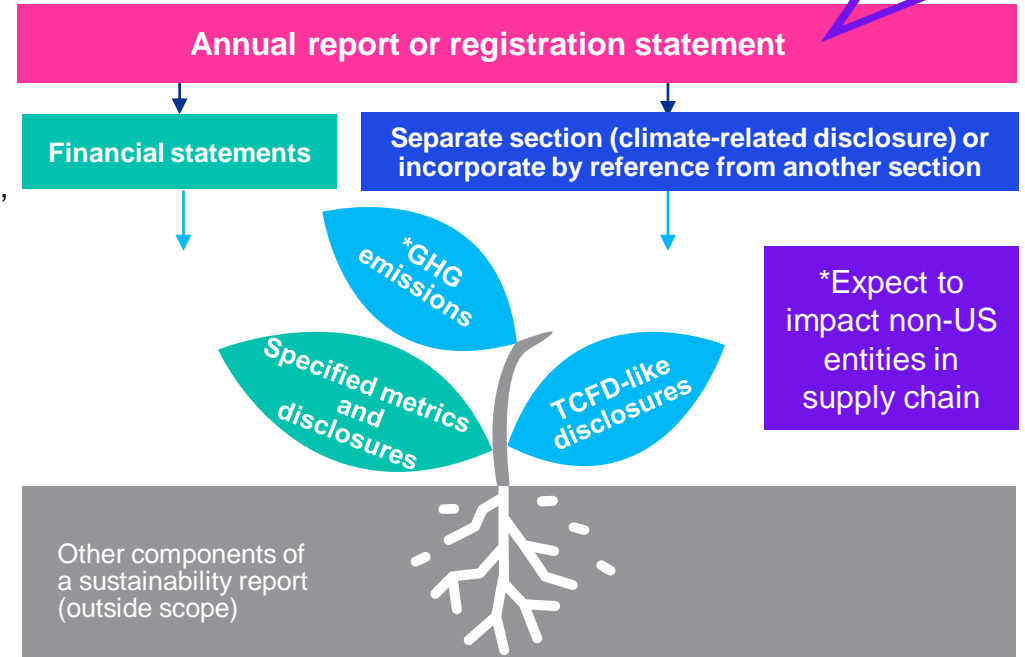 Annual report or registration statement
Financial statements
Separate section (climate-related disclosure) or
incorporate by reference from another section
,
*GHG
emissions
Specified metrics
and
disclosures
TCFD-like
disclosures
*Expect to
impact non-US
entities in
supply chain
Other components of
a sustainability report
(outside scope)